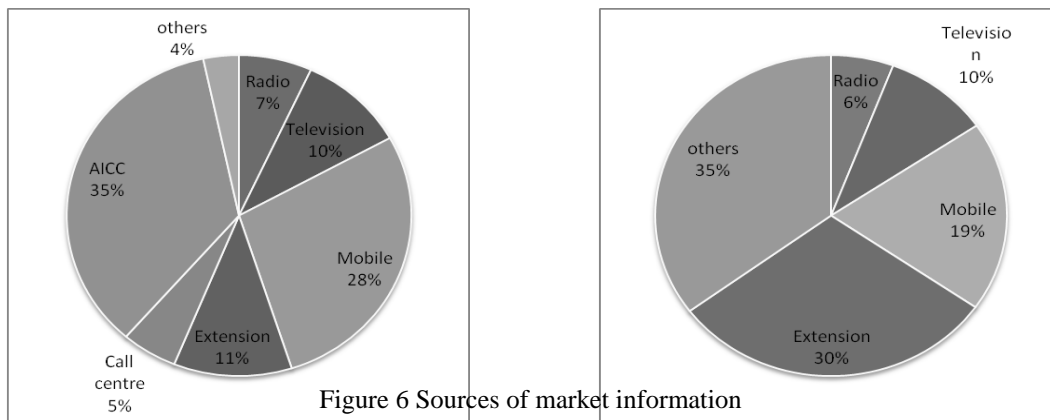 others
4%
Radio
7%
Television
10%
Mobile
28%
Extension
11%
Call
centre
5%
AICC
35%
Televisio
n
10%
Radio
6%
Mobile
19%
Extension
30%
others
35%
Figure 6 Sources of market information